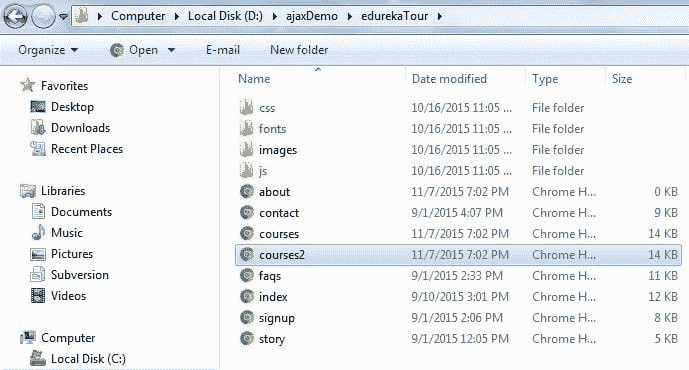 Computer ▸ Local Disk (D:) ▸ ajaxDemo ▸ edurekaTour ▸
Organize Open E-mail New folder
Name Date modified Type Size
Favorites
Desktop
Downloads
Recent Places
Libraries
Documents
Music
Pictures
Subversion
Videos
Computer
Local Disk (C:)
css 10/16/2015 11:05 ... File folder
fonts 10/16/2015 11:05 ... File folder
images 10/16/2015 11:05 ... File folder
js 10/16/2015 11:05 ... File folder
about 11/7/2015 7:02 PM Chrome H... 0 KB
contact 9/1/2015 4:07 PM Chrome H... 9 KB
courses 11/7/2015 7:02 PM Chrome H... 14 KB
courses2 11/7/2015 7:02 PM Chrome H... 14 KB
faqs 9/1/2015 2:33 PM Chrome H... 11 KB
index 9/10/2015 3:01 PM Chrome H... 12 KB
signup 9/1/2015 2:06 PM Chrome H... 8 KB
story 9/1/2015 12:05 PM Chrome H... 5 KB